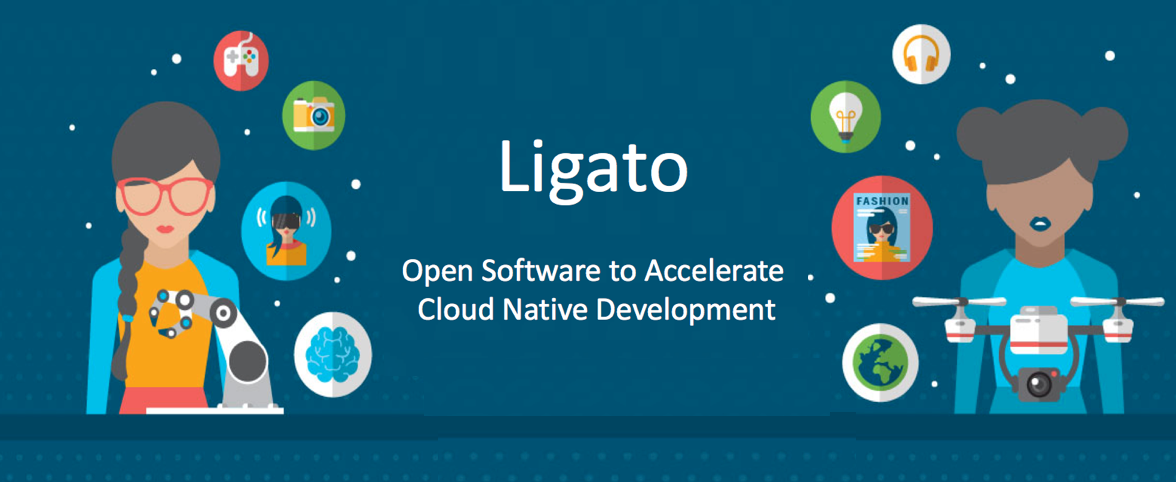 Ligato
Open Software to Accelerate
Cloud Native Development
FASHION